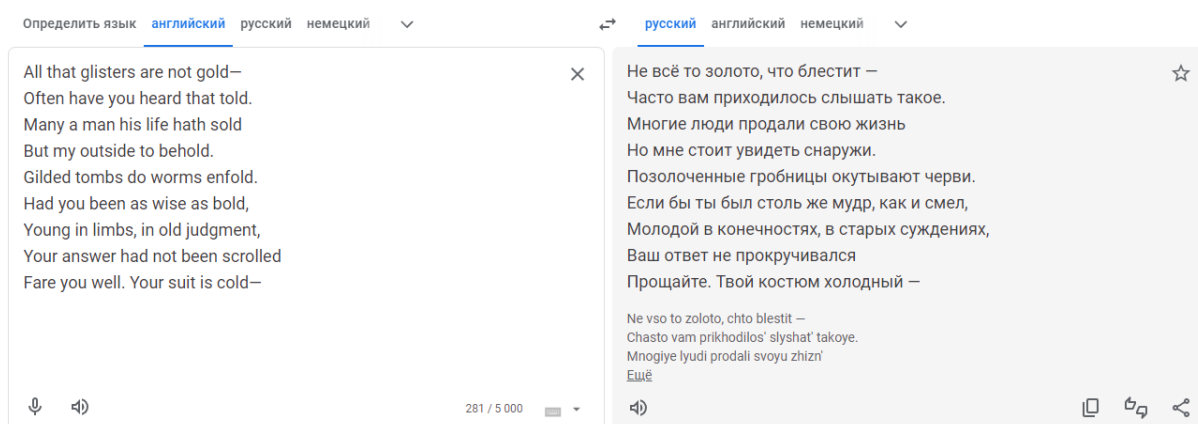 Определить язык английский русский немецкий
русский английский немецкий
All that glisters are not gold—
Often have you heard that told.
Many a man his life hath sold
But my outside to behold.
Gilded tombs do worms enfold.
Had you been as wise as bold,
Young in limbs, in old judgment,
Your answer had not been scrolled
Fare you well. Your suit is cold—
281 / 5 000
Не всё то золото, что блестит —
Часто вам приходилось слышать такое.
Многие люди продали свою жизнь
Но мне стоит увидеть снаружи.
Позолоченные гробницы окутывают черви.
Если бы ты был столь же мудр, как и смел,
Молодой в конечностях, в старых суждениях,
Ваш ответ не прокручивался
Прощайте. Твой костюм холодный —
Ne vso to zoloto, chto blestit —
Chasto vam prikhodilos' slyshat' takoye.
Mnogiye lyudi prodali svoyu zhizn'
Ещё